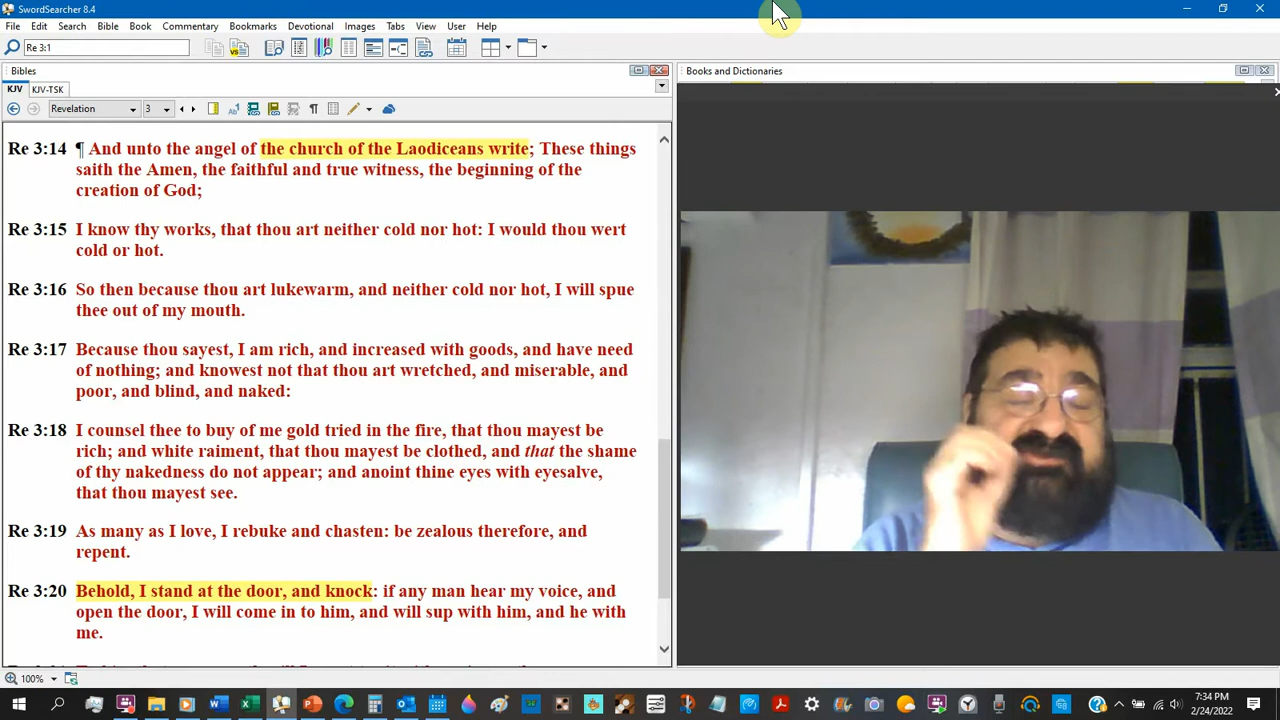 SwordSearcher 8.4
File Edit Search Bible Book Commentary Bookmarks Devotional Images Tabs View User Help
Re 3:1
Bibles
Books and Dictionaries
KJV KJV-TSK
Revelation 3
Re 3:14 ¶ And unto the angel of the church of the Laodiceans write; These things
saith the Amen, the faithful and true witness, the beginning of the
creation of God;
Re 3:15 I know thy works, that thou art neither cold nor hot: I would thou wert
cold or hot.
Re 3:16 So then because thou art lukewarm, and neither cold nor hot, I will spue
thee out of my mouth.
Re 3:17 Because thou sayest, I am rich, and increased with goods, and have need
of nothing; and knowest not that thou art wretched, and miserable, and
poor, and blind, and naked:
Re 3:18 I counsel thee to buy of me gold tried in the fire, that thou mayest be
rich; and white raiment, that thou mayest be clothed, and that the shame
of thy nakedness do not appear; and anoint thine eyes with eyesalve,
that thou mayest see.
Re 3:19 As many as I love, I rebuke and chasten: be zealous therefore, and
repent.
Re 3:20 Behold, I stand at the door, and knock: if any man hear my voice, and
open the door, I will come in to him, and will sup with him, and he with
me.
100%
7:34 PM
2/24/2022